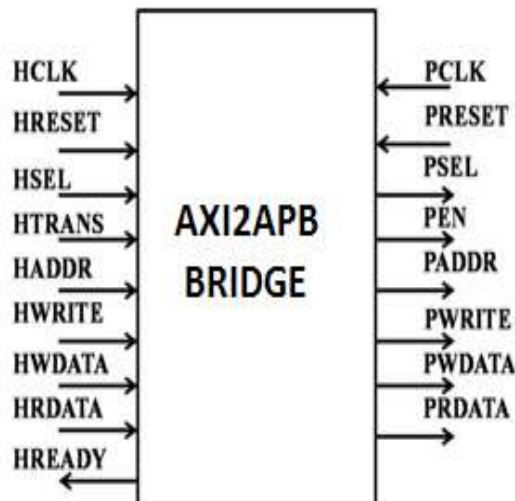 HCLK
HRESET
HSEL
HTRANS
HADDR
HWRITE
HWDATA
HRDATA
HREADY
AXI2APB
BRIDGE
PCLK
PRESET
PSEL
PEN
PADDR
PWRITE
PWDATA
PRDATA